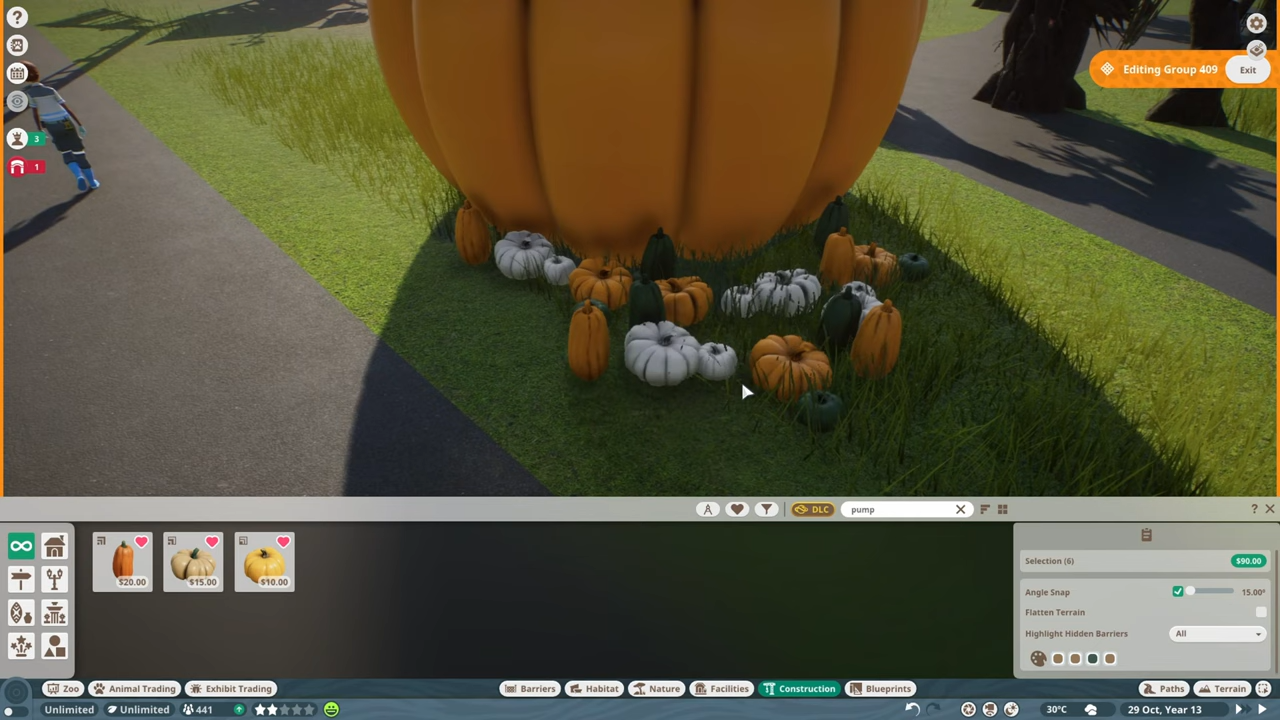 ?
Editing Group 409
Exit
3
1
DLC
pump
?
$20.00
$15.00
$10.00
Selection (6)
$90.00
Angle Snap
15.00°
Flatten Terrain
Highlight Hidden Barriers
All
Zoo
Animal Trading
Exhibit Trading
Barriers
Habitat
Nature
Facilities
Construction
Blueprints
Paths
Terrain
Unlimited
Unlimited
441
30°C
29 Oct, Year 13